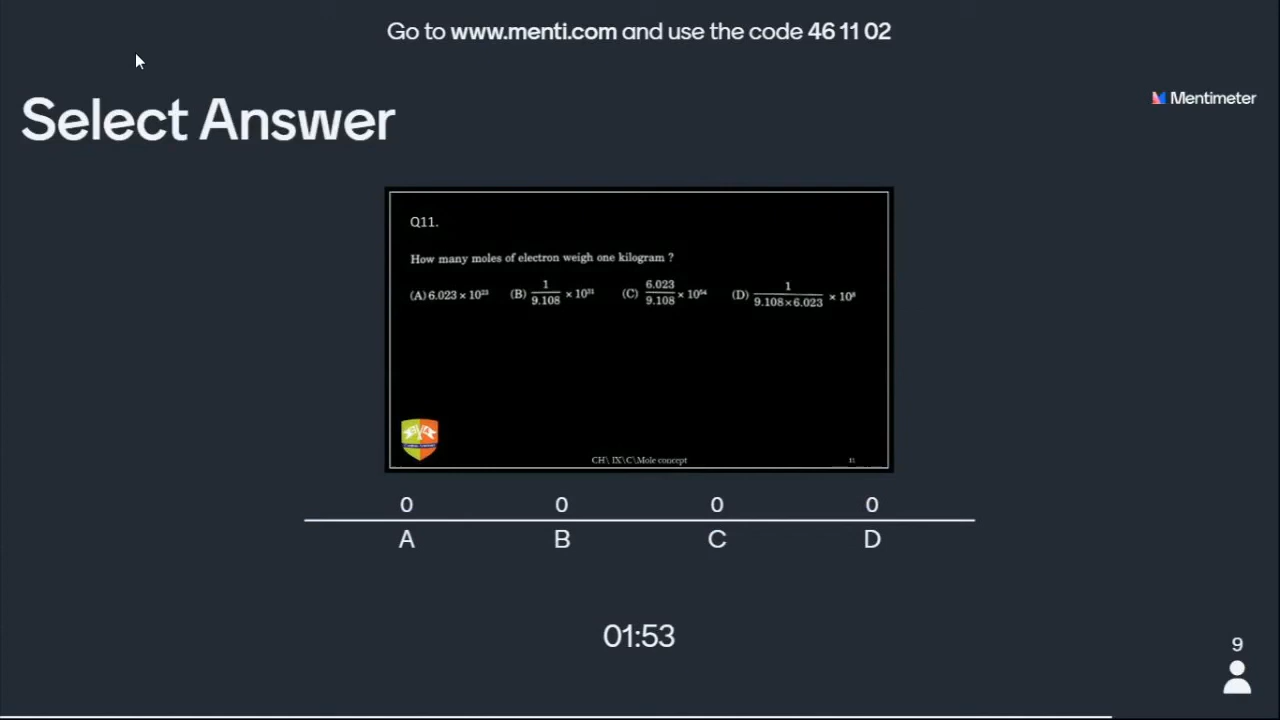 Go to www.menti.com and use the code 46 11 02
Mentimeter
Select Answer
Q11.
How many moles of electron weigh one kilogram ?
(A) 6.023 × 10²³ (B) 1/9.108 × 10³¹ (C) 6.023/9.108 × 10⁵⁴ (D) 1/9.108×6.023 × 10⁸
CH\ IX\C\Mole concept
11
0 0 0 0
A B C D
01:53
9